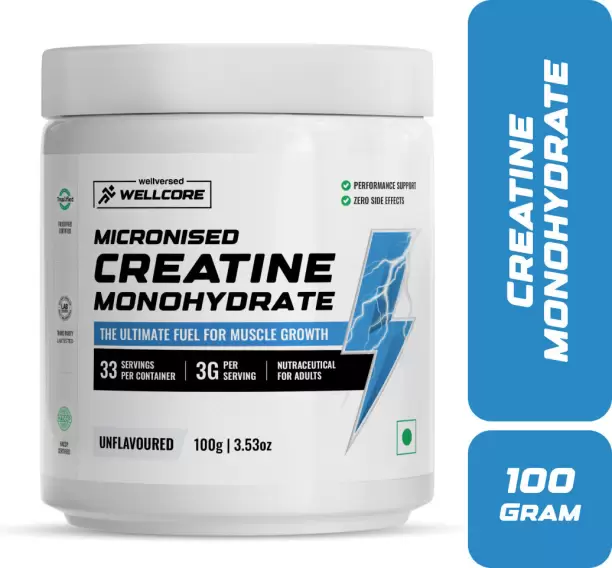 wellversed
WELLCORE
PERFORMANCE SUPPORT
ZERO SIDE EFFECTS
MICRONISED
CREATINE
MONOHYDRATE
THE ULTIMATE FUEL FOR MUSCLE GROWTH
33 SERVINGS PER CONTAINER
3G PER SERVING
NUTRACEUTICAL FOR ADULTS
UNFLAVOURED
100g | 3.53oz
CREATINE
MONOHYDRATE
100
GRAM